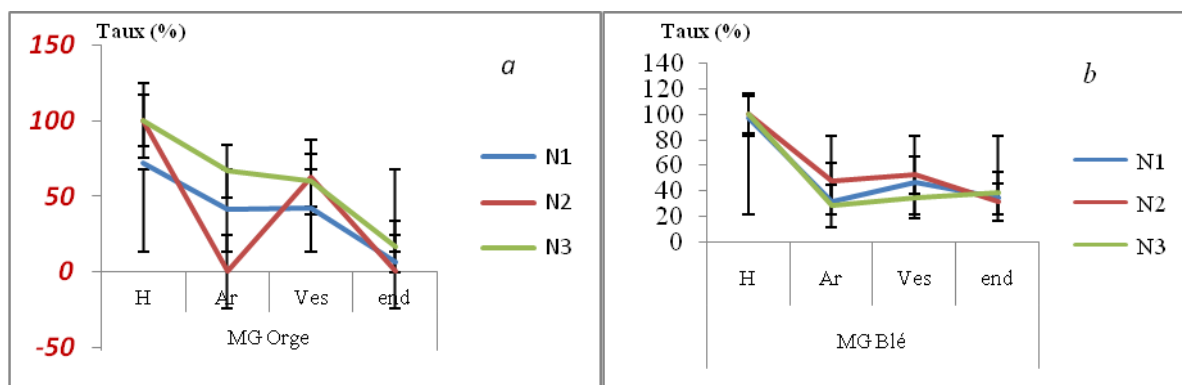 Taux (%)
150
100
50
0
-50
H
Ar
Ves
end
MG Orge
a
N1
N2
N3
Taux (%)
140
120
100
80
60
40
20
0
H
Ar
Ves
end
MG Blé
b
N1
N2
N3